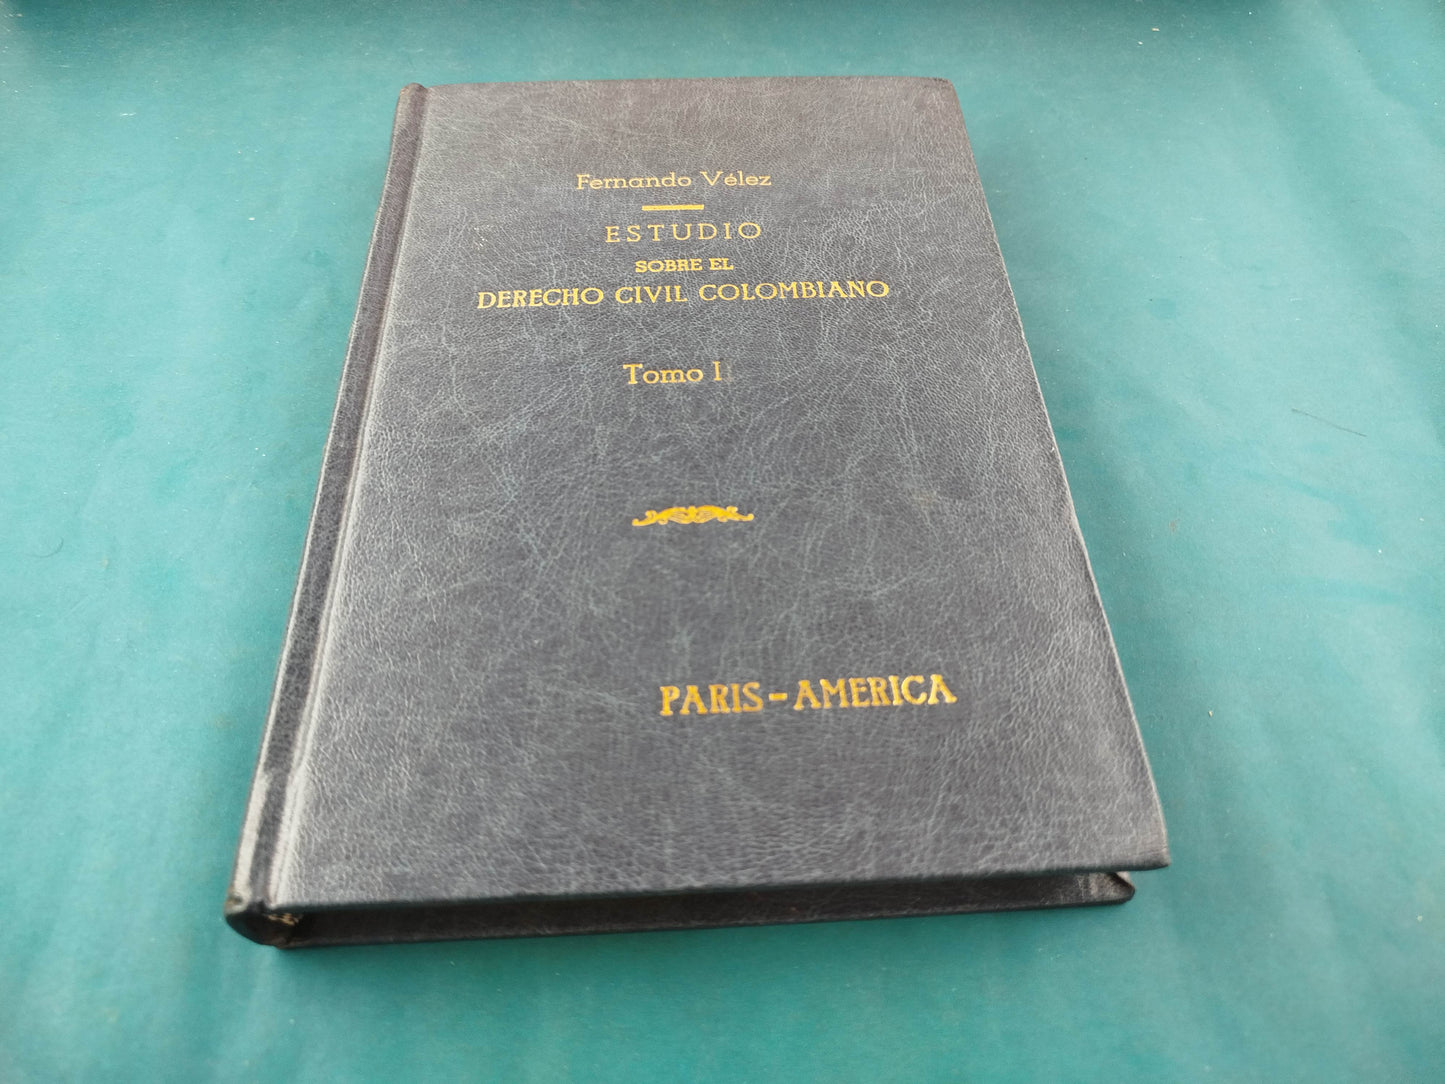 Fernando Vélez
ESTUDIO
SOBRE EL
DERECHO CIVIL COLOMBIANO
Tomo I
PARIS-AMERICA